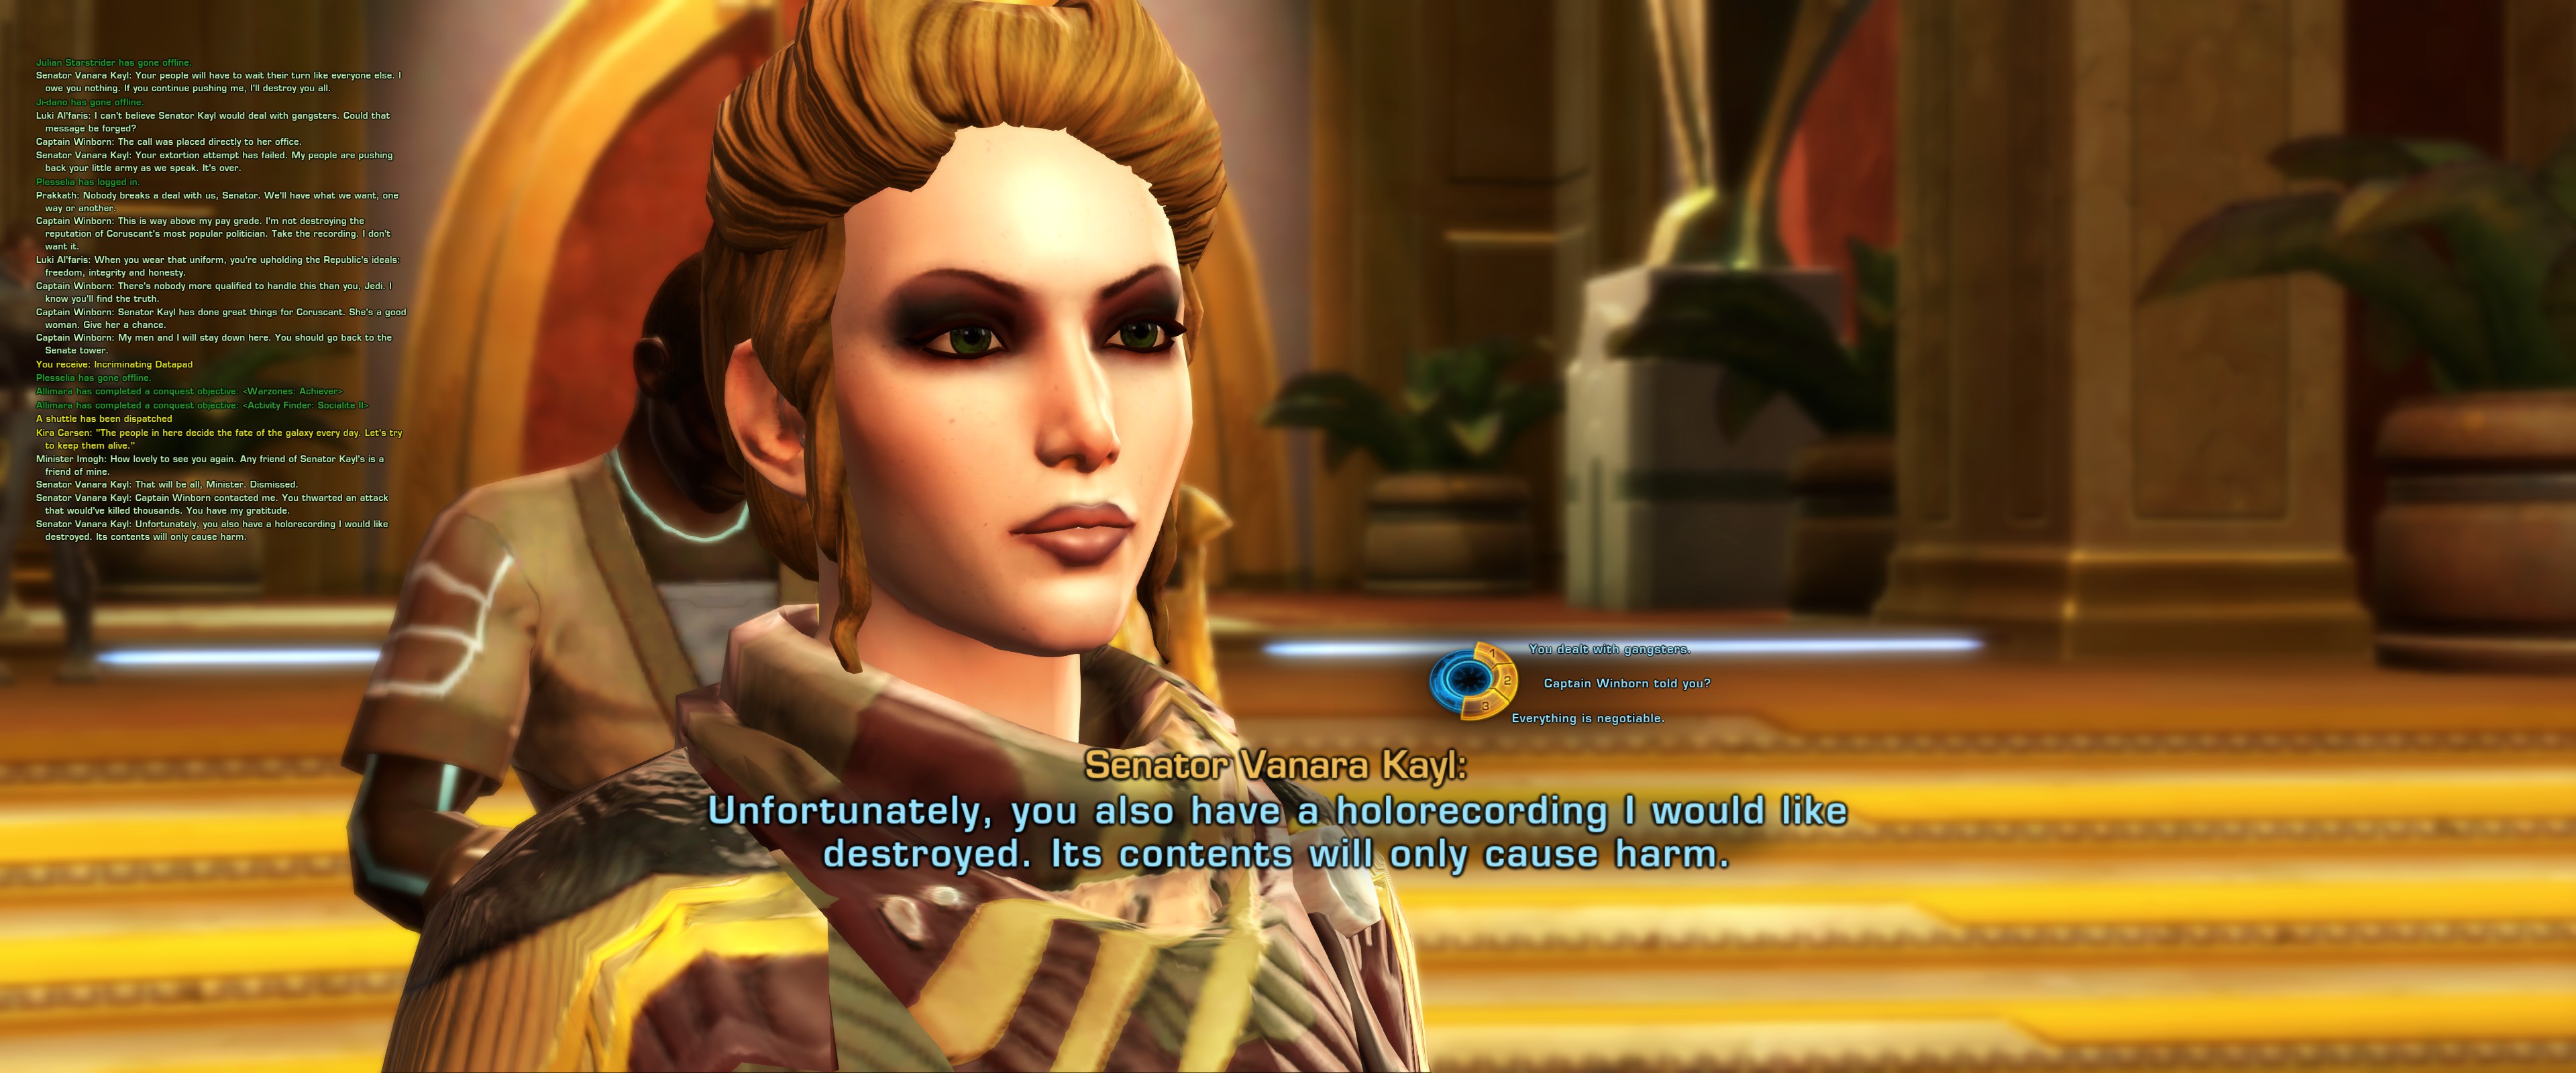 Julian Starstrider has gone offline.
Senator Vanara Kayl: Your people will have to wait their turn like everyone else. I
owe you nothing. If you continue pushing me, I'll destroy you all.
Ji-dano has gone offline.
Luki Al'faris: I can't believe Senator Kayl would deal with gangsters. Could that
message be forged?
Captain Winborn: The call was placed directly to her office.
Senator Vanara Kayl: Your extortion attempt has failed. My people are pushing
back your little army as we speak. It's over.
Plesselia has logged in.
Prakkath: Nobody breaks a deal with us, Senator. We'll have what we want, one
way or another.
Captain Winborn: This is way above my pay grade. I'm not destroying the
reputation of Coruscant's most popular politician. Take the recording. I don't
want it.
Luki Al'faris: When you wear that uniform, you're upholding the Republic's ideals:
freedom, integrity and honesty.
Captain Winborn: There's nobody more qualified to handle this than you, Jedi. I
know you'll find the truth.
Captain Winborn: Senator Kayl has done great things for Coruscant. She's a good
woman. Give her a chance.
Captain Winborn: My men and I will stay down here. You should go back to the
Senate tower.
You receive: Incriminating Datapad
Plesselia has gone offline.
Allimara has completed a conquest objective: <Warzones: Achiever>
Allimara has completed a conquest objective: <Activity Finder: Socialite II>
A shuttle has been dispatched
Kira Carsen: "The people in here decide the fate of the galaxy every day. Let's try
to keep them alive."
Minister Imogh: How lovely to see you again. Any friend of Senator Kayl's is a
friend of mine.
Senator Vanara Kayl: That will be all, Minister. Dismissed.
Senator Vanara Kayl: Captain Winborn contacted me. You thwarted an attack
that would've killed thousands. You have my gratitude.
Senator Vanara Kayl: Unfortunately, you also have a holorecording I would like
destroyed. Its contents will only cause harm.
1 You dealt with gangsters.
2 Captain Winborn told you?
3 Everything is negotiable.
Senator Vanara Kayl:
Unfortunately, you also have a holorecording I would like
destroyed. Its contents will only cause harm.